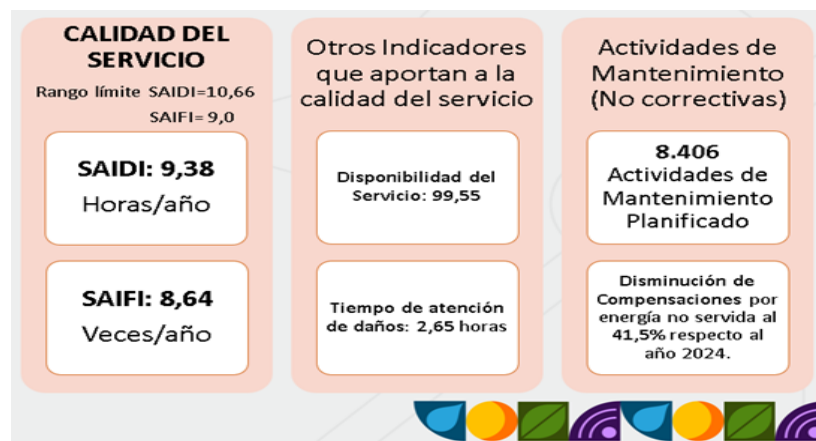 CALIDAD DEL
SERVICIO
Rango límite SAIDI=10,66
SAIFI= 9,0
SAIDI: 9,38
Horas/año
SAIFI: 8,64
Veces/año
Otros Indicadores
que aportan a la
calidad del servicio
Disponibilidad del
Servicio: 99,55
Tiempo de atención
de daños: 2,65 horas
Actividades de
Mantenimiento
(No correctivas)
8.406
Actividades de
Mantenimiento
Planificado
Disminución de
Compensaciones por
energía no servida al
41,5% respecto al
año 2024.